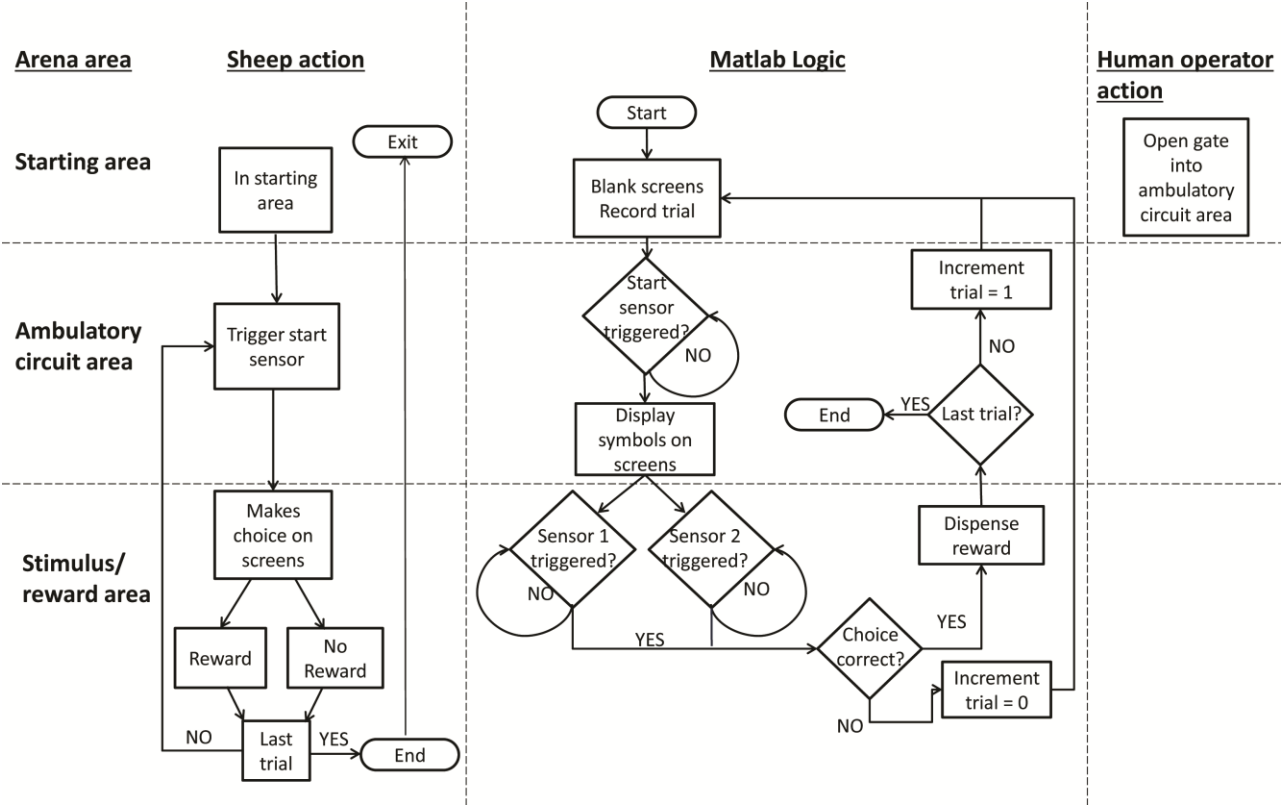 Arena area
Sheep action
Matlab Logic
Human operator
action
Starting area
In starting
area
Exit
Start
Blank screens
Record trial
Open gate
into
ambulatory
circuit area
Ambulatory
circuit area
Trigger start
sensor
Start
sensor
triggered?
NO
Display
symbols on
screens
Increment
trial = 1
NO
Last trial?
YES
End
Stimulus/
reward area
Makes
choice on
screens
Reward
No
Reward
Last
trial
NO
YES
End
Sensor 1
triggered?
NO
Sensor 2
triggered?
NO
YES
Choice
correct?
YES
NO
Dispense
reward
Increment
trial = 0